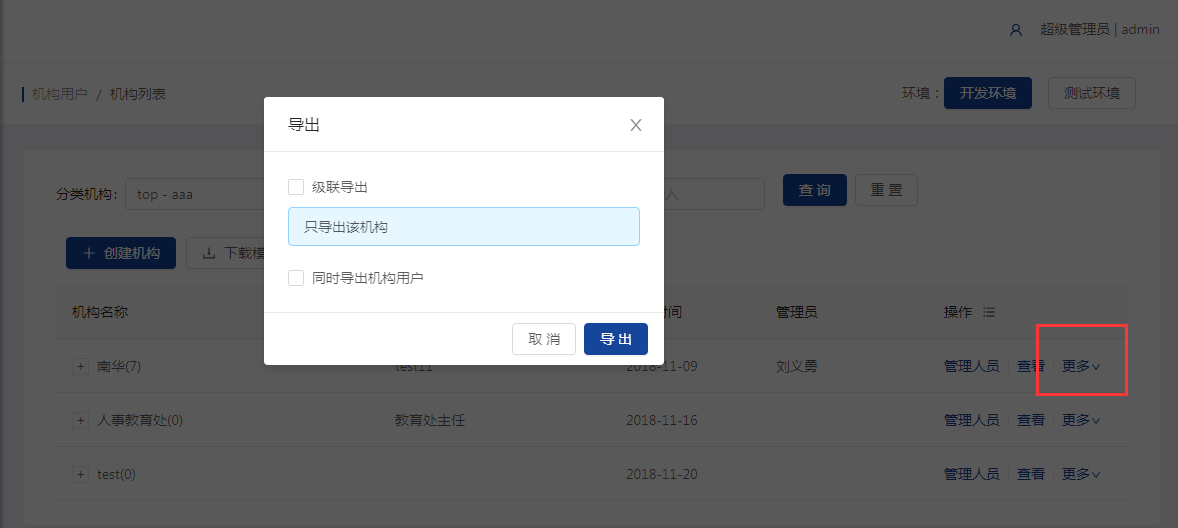 超级管理员 | admin
机构用户 / 机构列表
环境：
开发环境
测试环境
导出
级联导出
只导出该机构
同时导出机构用户
取 消
导 出
分类机构：
top - aaa
入
查 询
重 置
创建机构
下载模
机构名称
时间
管理员
操作
南华(7)
test11
2018-11-09
刘义勇
管理人员
查看
更多
人事教育处(0)
教育处主任
2018-11-16
管理人员
查看
更多
test(0)
2018-11-20
管理人员
查看
更多